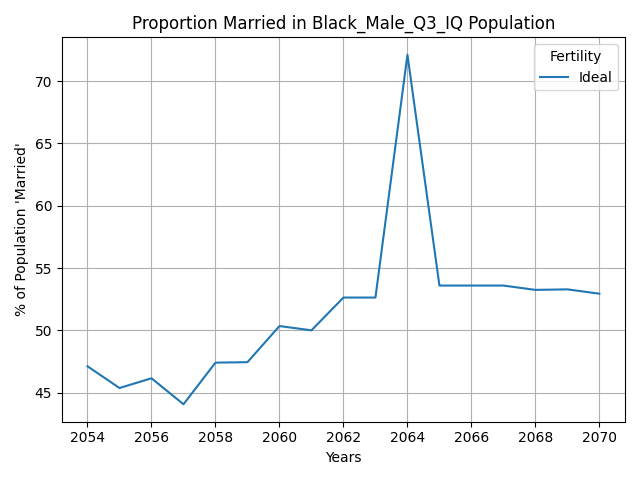 Proportion Married in Black_Male_Q3_IQ Population
Fertility
Ideal
% of Population 'Married'
70
65
60
55
50
45
2054 2056 2058 2060 2062 2064 2066 2068 2070
Years